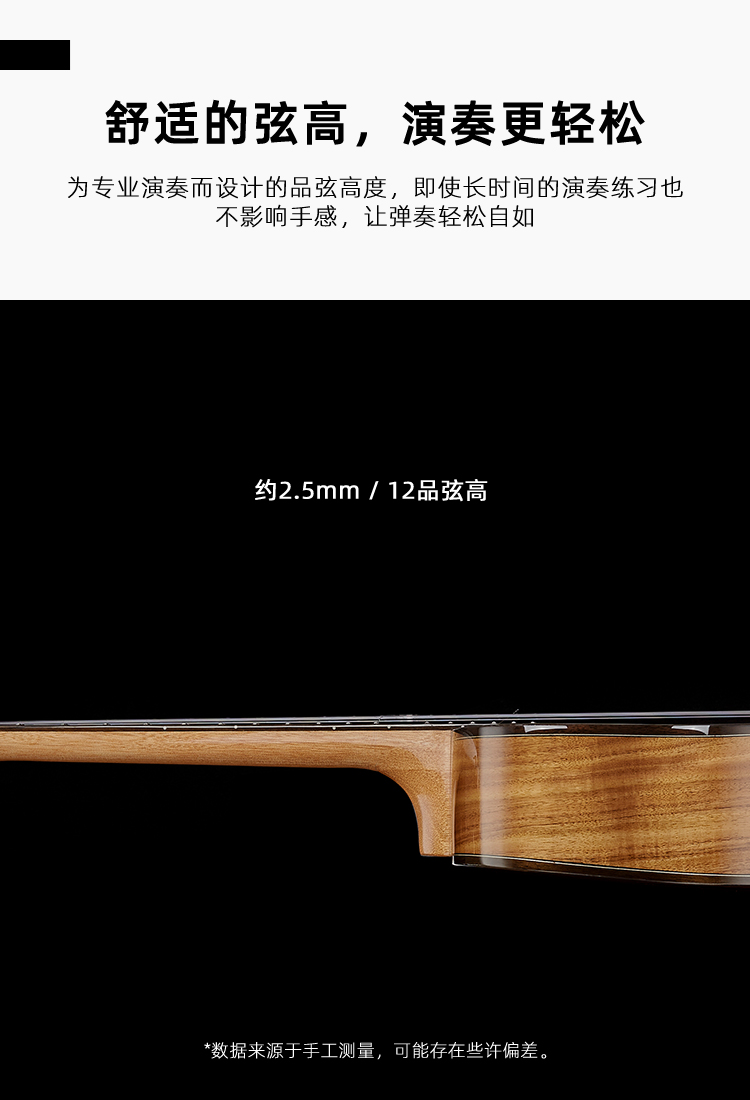 舒适的弦高，演奏更轻松
为专业演奏而设计的品弦高度，即使长时间的演奏练习也
不影响手感，让弹奏轻松自如
约2.5mm / 12品弦高
*数据来源于手工测量，可能存在些许偏差。